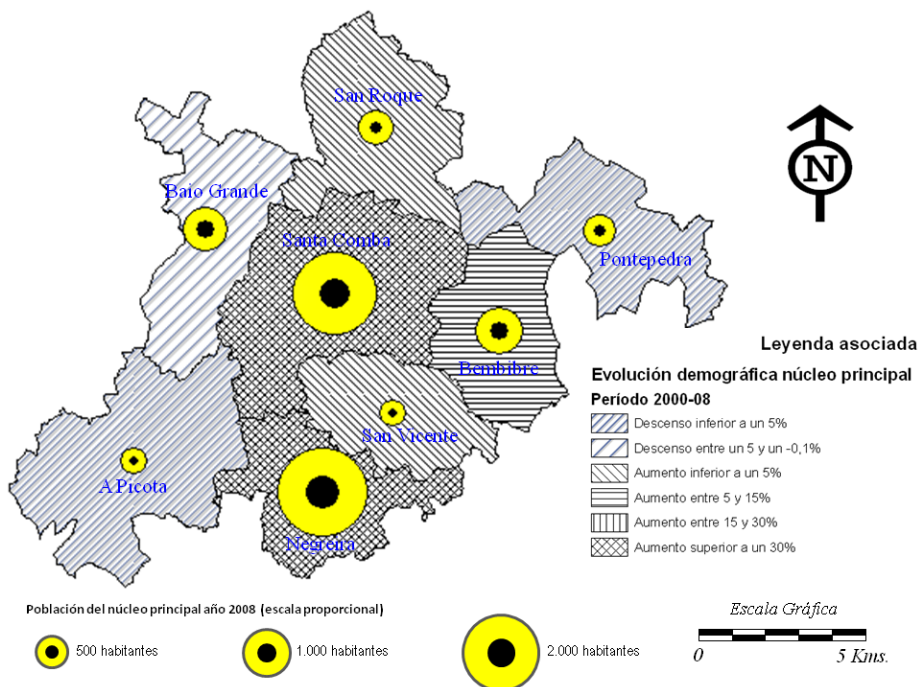 San Roque
N
Baio Grande
Santa Comba
Pontepedra
Leyenda asociada
Bembibre
Evolución demográfica núcleo principal
Período 2000-08
Descenso inferior a un 5%
Descenso entre un 5 y un -0,1%
San Vicente
Aumento inferior a un 5%
A Picota
Aumento entre 5 y 15%
Aumento entre 15 y 30%
Negreira
Aumento superior a un 30%
Población del núcleo principal año 2008 (escala proporcional)
Escala Gráfica
500 habitantes
1.000 habitantes
2.000 habitantes
0 5 Kms.